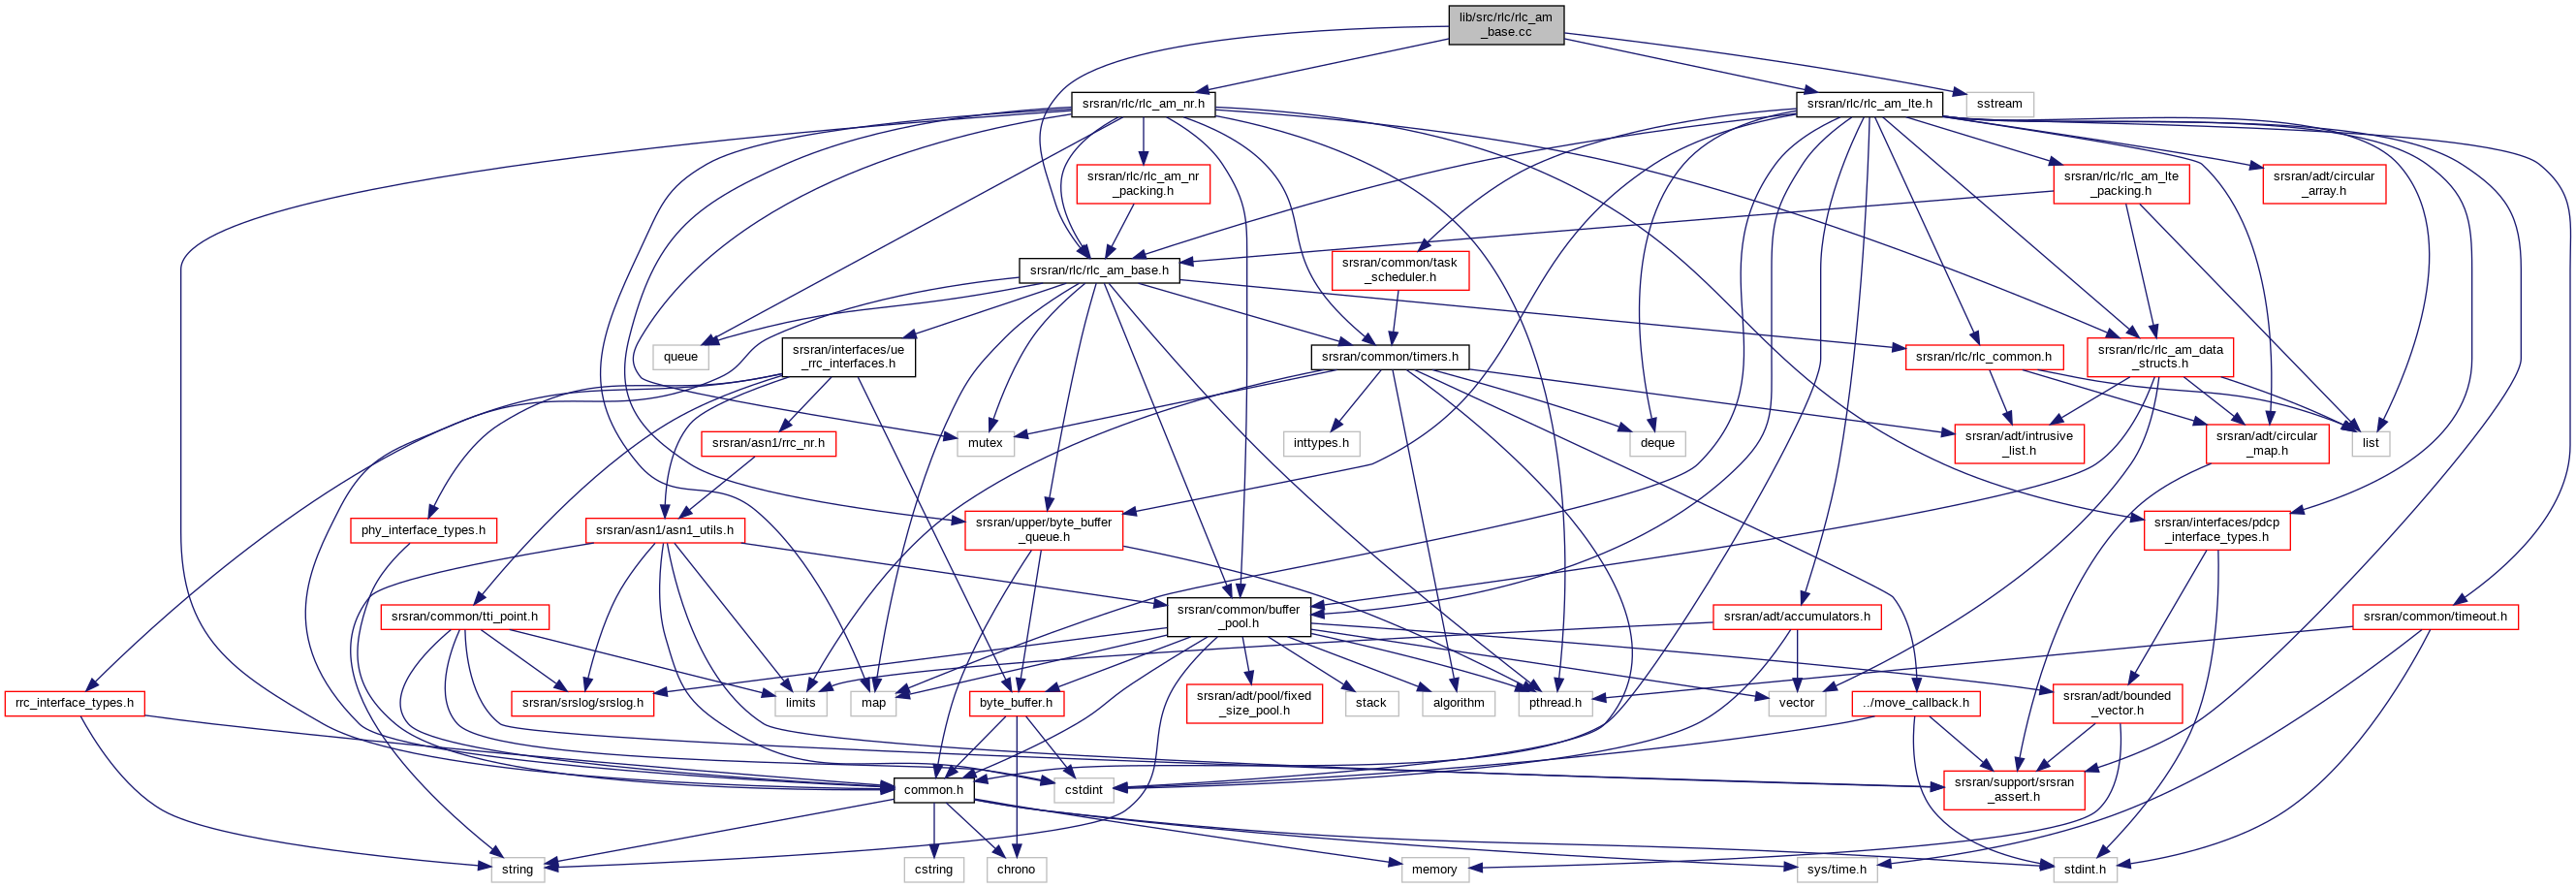 lib/src/rlc/rlc_am
_base.cc
srsran/rlc/rlc_am_nr.h
srsran/rlc/rlc_am_lte.h
sstream
srsran/rlc/rlc_am_nr
_packing.h
srsran/rlc/rlc_am_lte
_packing.h
srsran/adt/circular
_array.h
srsran/rlc/rlc_am_base.h
srsran/common/task
_scheduler.h
queue
srsran/interfaces/ue
_rrc_interfaces.h
srsran/common/timers.h
srsran/rlc/rlc_common.h
srsran/rlc/rlc_am_data
_structs.h
srsran/asn1/rrc_nr.h
mutex
inttypes.h
deque
srsran/adt/intrusive
_list.h
srsran/adt/circular
_map.h
list
phy_interface_types.h
srsran/asn1/asn1_utils.h
srsran/upper/byte_buffer
_queue.h
srsran/interfaces/pdcp
_interface_types.h
srsran/common/tti_point.h
srsran/common/buffer
_pool.h
srsran/adt/accumulators.h
srsran/common/timeout.h
rrc_interface_types.h
srsran/srslog/srslog.h
limits
map
byte_buffer.h
srsran/adt/pool/fixed
_size_pool.h
stack
algorithm
pthread.h
vector
../move_callback.h
srsran/adt/bounded
_vector.h
common.h
cstdint
srsran/support/srsran
_assert.h
string
cstring
chrono
memory
sys/time.h
stdint.h